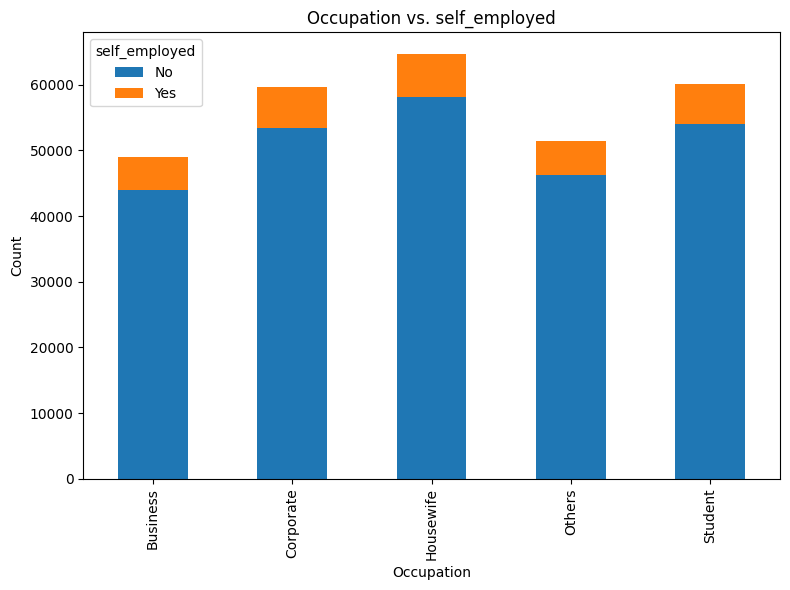 Occupation vs. self_employed
self_employed
No
Yes
Count
60000
50000
40000
30000
20000
10000
0
Business
Corporate
Housewife
Others
Student
Occupation